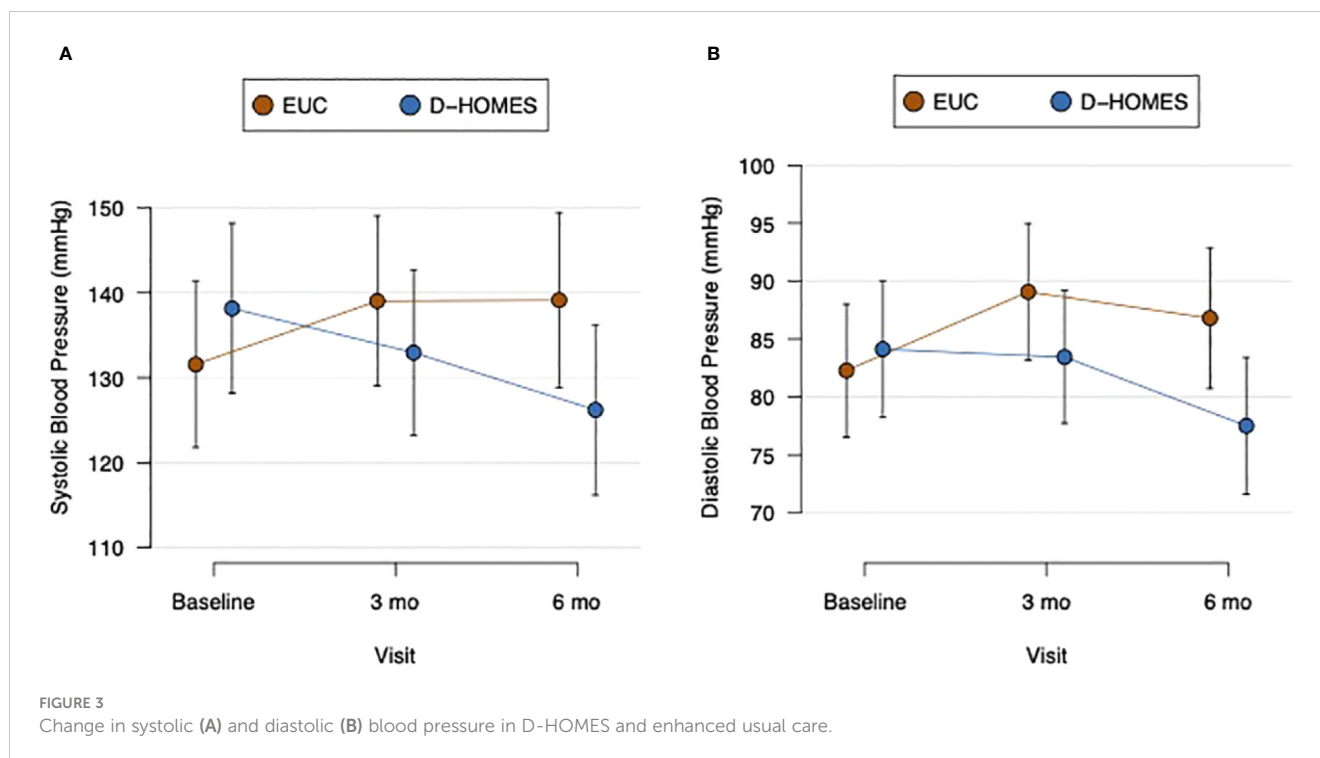 A
EUC
D–HOMES
Systolic Blood Pressure (mmHg)
150
140
130
120
110
Baseline
3 mo
6 mo
Visit
B
EUC
D–HOMES
Diastolic Blood Pressure (mmHg)
100
95
90
85
80
75
70
Baseline
3 mo
6 mo
Visit
FIGURE 3
Change in systolic (A) and diastolic (B) blood pressure in D-HOMES and enhanced usual care.